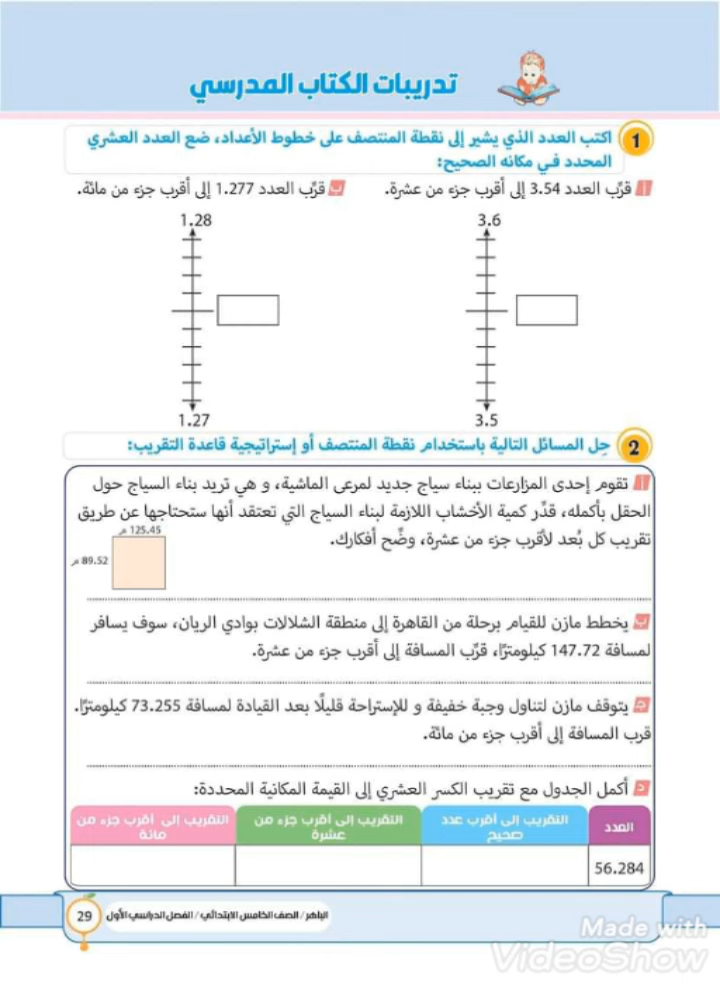 تدريبات الكتاب المدرسي
1 اكتب العدد الذي يشير إلى نقطة المنتصف على خطوط الأعداد، ضع العدد العشري
المحدد في مكانه الصحيح:
أ قرِّب العدد 3.54 إلى أقرب جزء من عشرة.
ب قرِّب العدد 1.277 إلى أقرب جزء من مائة.
3.6
1.28
3.5
1.27
2 حِل المسائل التالية باستخدام نقطة المنتصف أو إستراتيجية قاعدة التقريب:
أ تقوم إحدى المزارعات ببناء سياج جديد لمرعى الماشية، و هي تريد بناء السياج حول
الحقل بأكمله، قدِّر كمية الأخشاب اللازمة لبناء السياج التي تعتقد أنها ستحتاجها عن طريق
تقريب كل بُعد لأقرب جزء من عشرة، وضِّح أفكارك.
125.45 م
89.52 م
ب يخطط مازن للقيام برحلة من القاهرة إلى منطقة الشلالات بوادي الريان، سوف يسافر
لمسافة 147.72 كيلومترًا، قرِّب المسافة إلى أقرب جزء من عشرة.
ج يتوقف مازن لتناول وجبة خفيفة و للإستراحة قليلًا بعد القيادة لمسافة 73.255 كيلومترًا.
قرب المسافة إلى أقرب جزء من مائة.
د أكمل الجدول مع تقريب الكسر العشري إلى القيمة المكانية المحددة:
العدد
التقريب إلى أقرب عدد
صحيح
التقريب إلى أقرب جزء من
عشرة
التقريب إلى أقرب جزء من
مائة
56.284
الباهر / الصف الخامس الابتدائي / الفصل الدراسي الأول
29
Made with
VideoShow